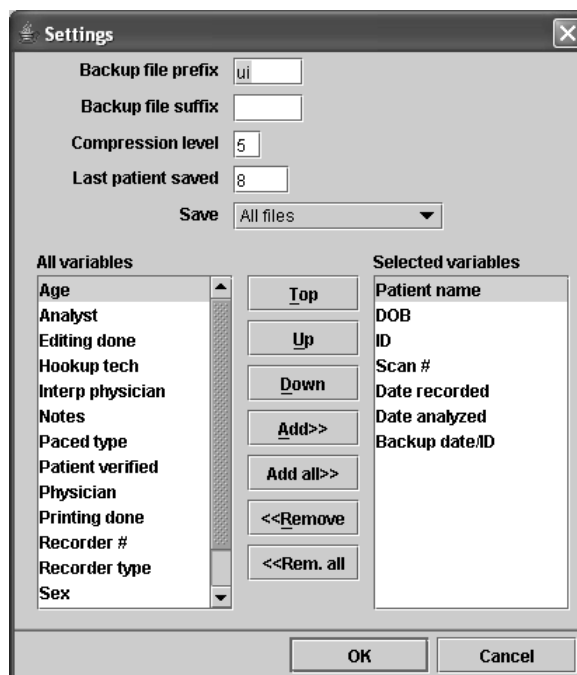 Settings
Backup file prefix ui
Backup file suffix
Compression level 5
Last patient saved 8
Save All files
All variables
Age
Analyst
Editing done
Hookup tech
Interp physician
Notes
Paced type
Patient verified
Physician
Printing done
Recorder #
Recorder type
Sex
Top
Up
Down
Add>>
Add all>>
<<Remove
<<Rem. all
Selected variables
Patient name
DOB
ID
Scan #
Date recorded
Date analyzed
Backup date/ID
OK Cancel